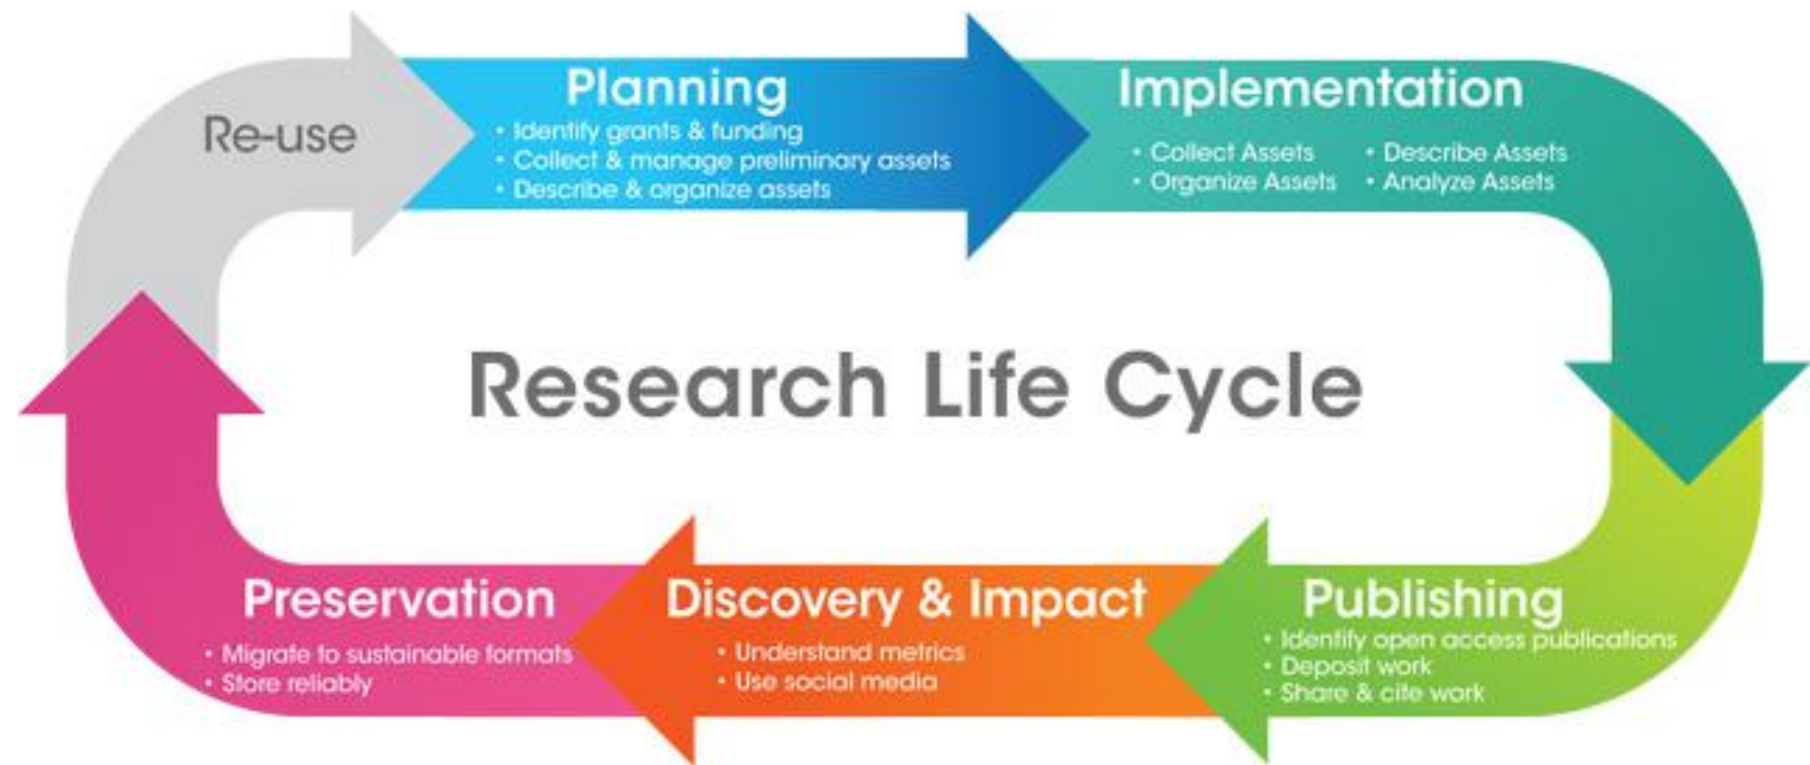 Re-use
Planning
• Identify grants & funding
• Collect & manage preliminary assets
• Describe & organize assets
Implementation
• Collect Assets
• Organize Assets
• Describe Assets
• Analyze Assets
Research Life Cycle
Publishing
• Identify open access publications
• Deposit work
• Share & cite work
Discovery & Impact
• Understand metrics
• Use social media
Preservation
• Migrate to sustainable formats
• Store reliably